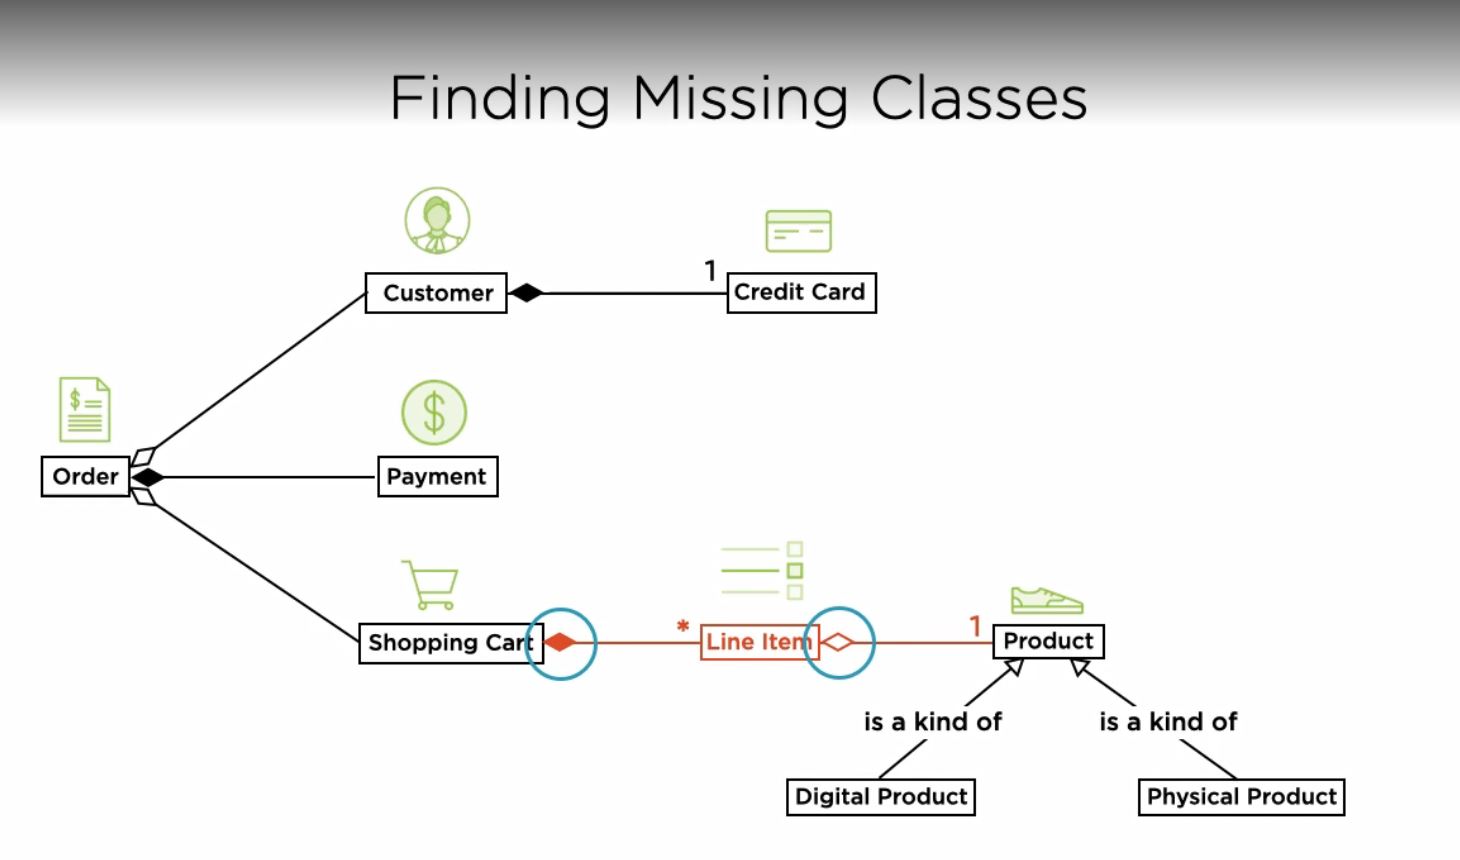 Finding Missing Classes
Customer
1
Credit Card
$
$
Order
Payment
Shopping Cart
*
Line Item
1
Product
is a kind of
is a kind of
Digital Product
Physical Product